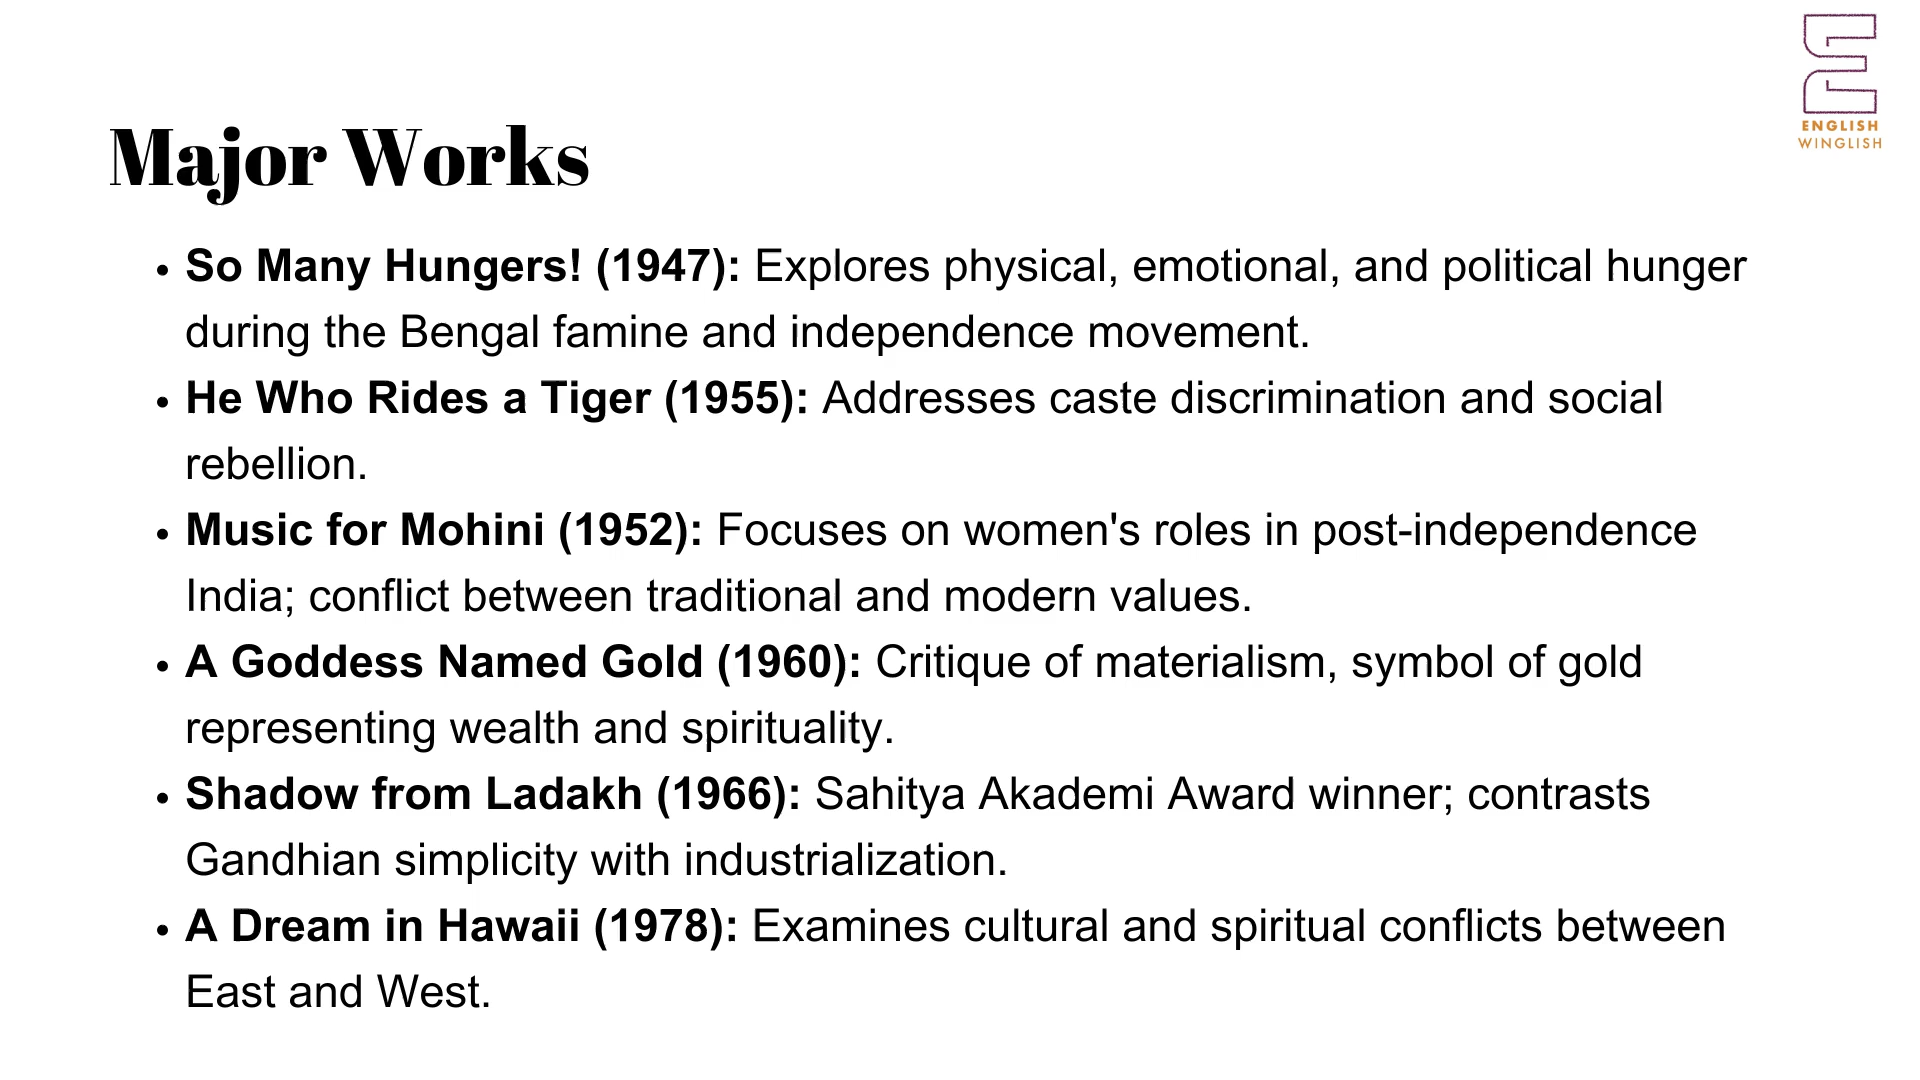 ENGLISH
WINGLISH
Major Works
• So Many Hungers! (1947): Explores physical, emotional, and political hunger
during the Bengal famine and independence movement.
• He Who Rides a Tiger (1955): Addresses caste discrimination and social
rebellion.
• Music for Mohini (1952): Focuses on women's roles in post-independence
India; conflict between traditional and modern values.
• A Goddess Named Gold (1960): Critique of materialism, symbol of gold
representing wealth and spirituality.
• Shadow from Ladakh (1966): Sahitya Akademi Award winner; contrasts
Gandhian simplicity with industrialization.
• A Dream in Hawaii (1978): Examines cultural and spiritual conflicts between
East and West.